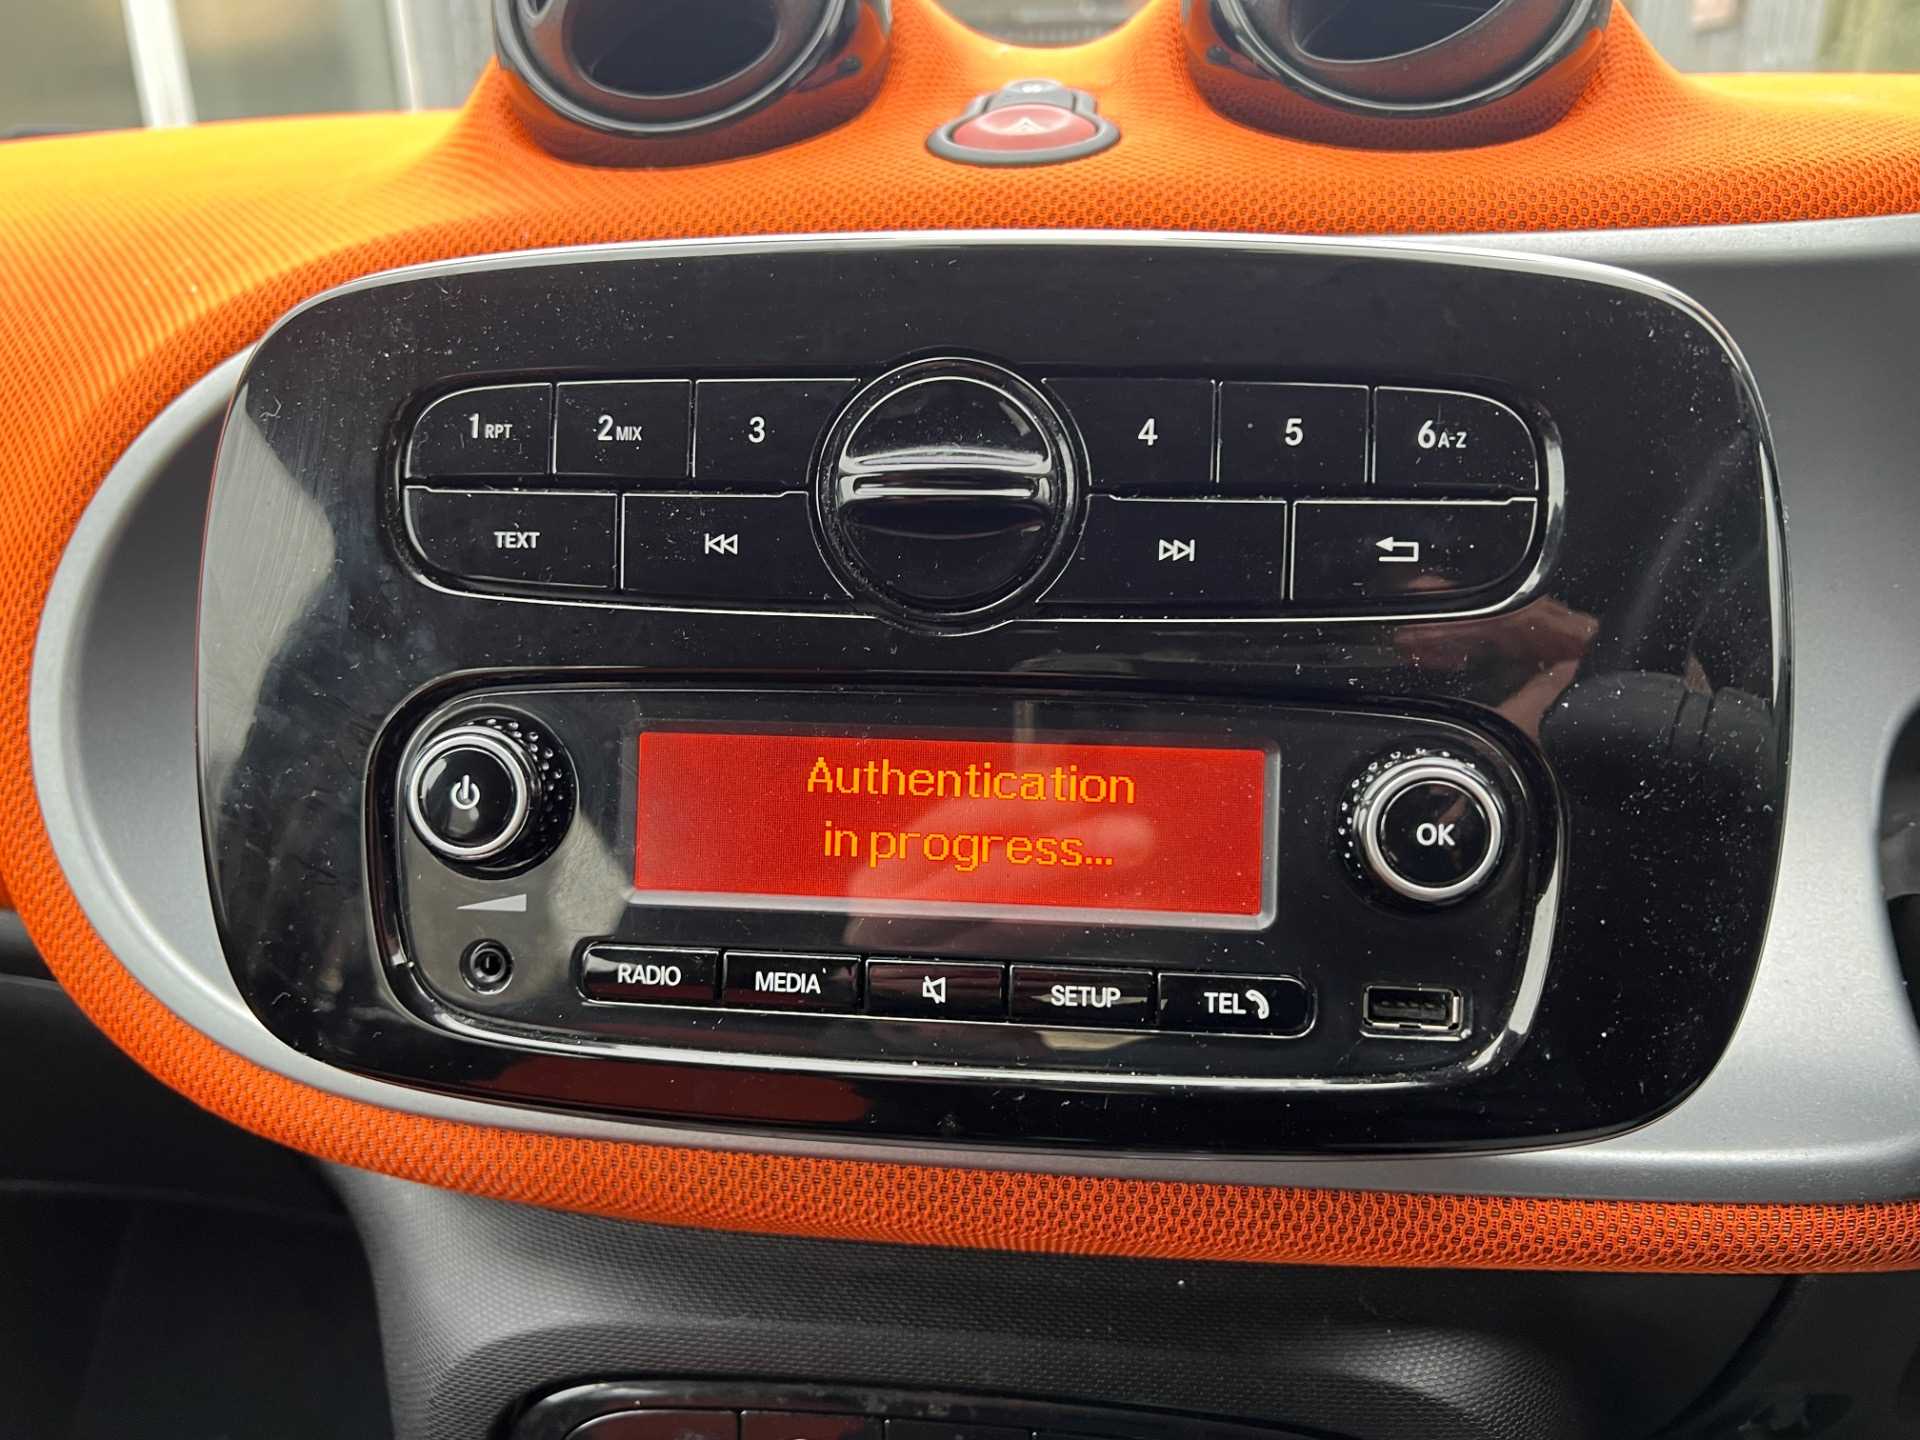 1 RPT
2 MIX
3
4
5
6 A-Z
TEXT
Authentication
in progress...
OK
RADIO
MEDIA
SETUP
TEL